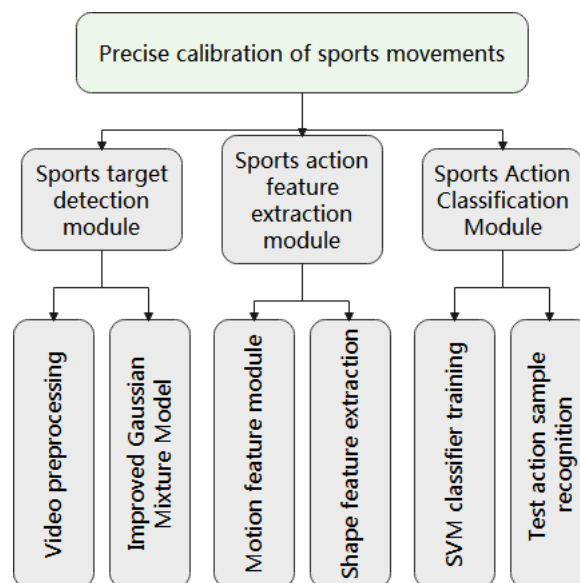 Precise calibration of sports movements
Sports target
detection
module
Sports action
feature
extraction
module
Sports Action
Classification
Module
Video preprocessing
Improved Gaussian
Mixture Model
Motion feature module
Shape feature extraction
SVM classifier training
Test action sample
recognition